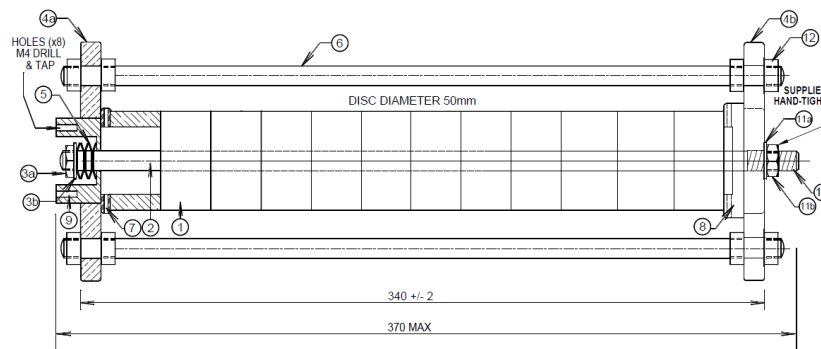 4a
4b
HOLES (x8)
M4 DRILL
& TAP
6
12
5
DISC DIAMETER 50mm
SUPPLIE
HAND-TIGH
11a
3a
3b
9
7
2
1
8
11b
1
340 +/- 2
370 MAX